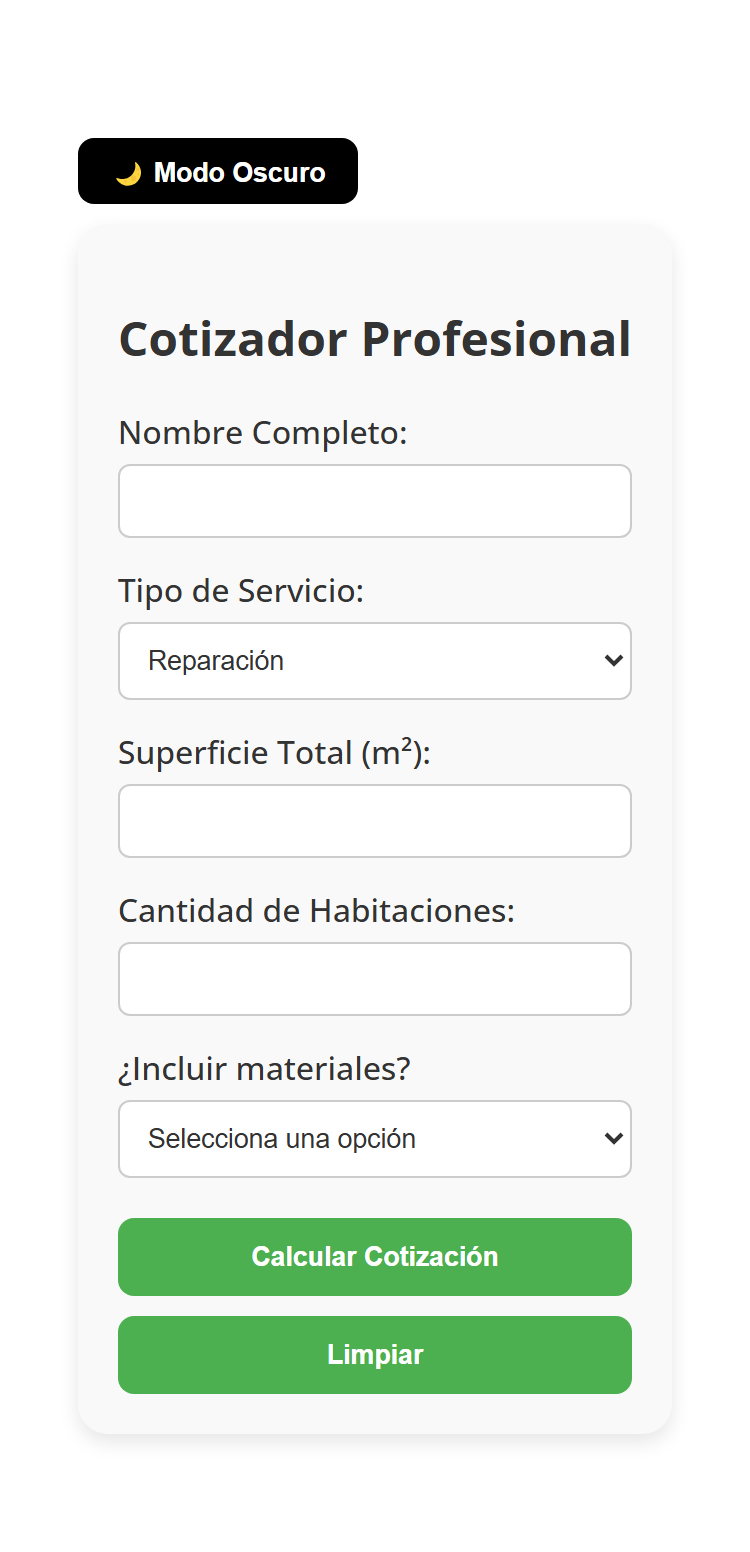 🌙 Modo Oscuro
Cotizador Profesional
Nombre Completo:
Tipo de Servicio:
Reparación
Superficie Total (m²):
Cantidad de Habitaciones:
¿Incluir materiales?
Selecciona una opción
Calcular Cotización
Limpiar